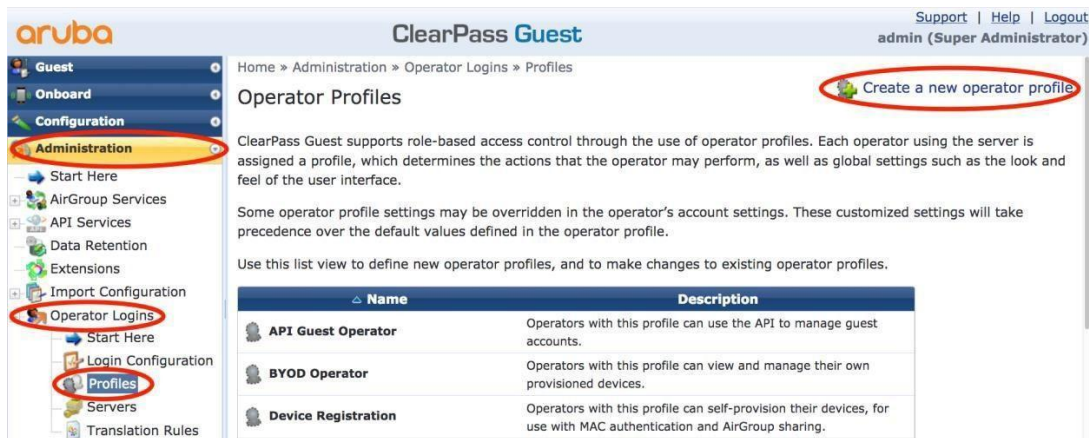 aruba
ClearPass Guest
Support | Help | Logout
admin (Super Administrator)
Guest
Onboard
Configuration
Administration
Start Here
AirGroup Services
API Services
Data Retention
Extensions
Import Configuration
Operator Logins
Start Here
Login Configuration
Profiles
Servers
Translation Rules
Home » Administration » Operator Logins » Profiles
Operator Profiles
Create a new operator profile
ClearPass Guest supports role-based access control through the use of operator profiles. Each operator using the server is
assigned a profile, which determines the actions that the operator may perform, as well as global settings such as the look and
feel of the user interface.
Some operator profile settings may be overridden in the operator's account settings. These customized settings will take
precedence over the default values defined in the operator profile.
Use this list view to define new operator profiles, and to make changes to existing operator profiles.
Name Description
API Guest Operator
Operators with this profile can use the API to manage guest
accounts.
BYOD Operator
Operators with this profile can view and manage their own
provisioned devices.
Device Registration
Operators with this profile can self-provision their devices, for
use with MAC authentication and AirGroup sharing.